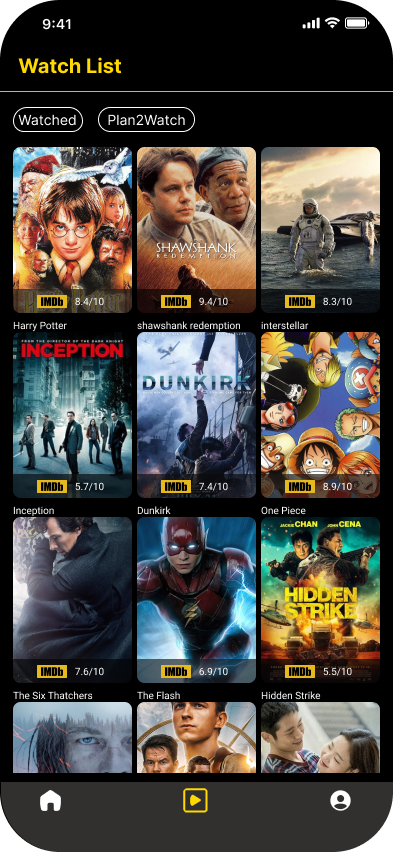 9:41
Watch List
Watched
Plan2Watch
SHAWSHANK
REDEMPTION
IMDb 8.4/10
IMDb 9.4/10
IMDb 8.3/10
Harry Potter
shawshank redemption
interstellar
FROM THE DIRECTOR OF THE DARK KNIGHT
INCEPTION
DUNKIRK
IMDb 5.7/10
IMDb 7.4/10
IMDb 8.9/10
Inception
Dunkirk
One Piece
JACKIE CHAN JOHN CENA
HIDDEN
STRIKE
IMDb 7.6/10
IMDb 6.9/10
IMDb 5.5/10
The Six Thatchers
The Flash
Hidden Strike